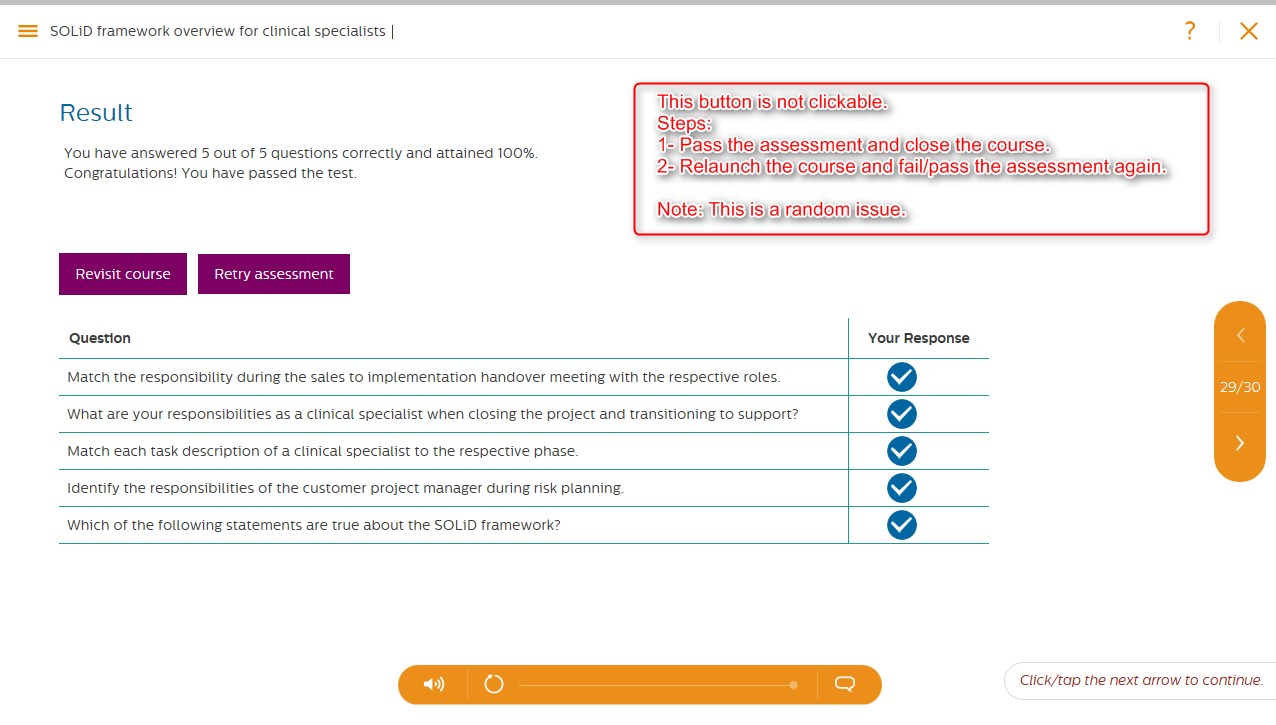 SOLiD framework overview for clinical specialists |
?
Result
You have answered 5 out of 5 questions correctly and attained 100%.
Congratulations! You have passed the test.
This button is not clickable.
Steps:
1- Pass the assessment and close the course.
2- Relaunch the course and fail/pass the assessment again.
Note: This is a random issue.
Revisit course
Retry assessment
Question
Your Response
Match the responsibility during the sales to implementation handover meeting with the respective roles.
What are your responsibilities as a clinical specialist when closing the project and transitioning to support?
Match each task description of a clinical specialist to the respective phase.
Identify the responsibilities of the customer project manager during risk planning.
Which of the following statements are true about the SOLiD framework?
29/30
Click/tap the next arrow to continue.